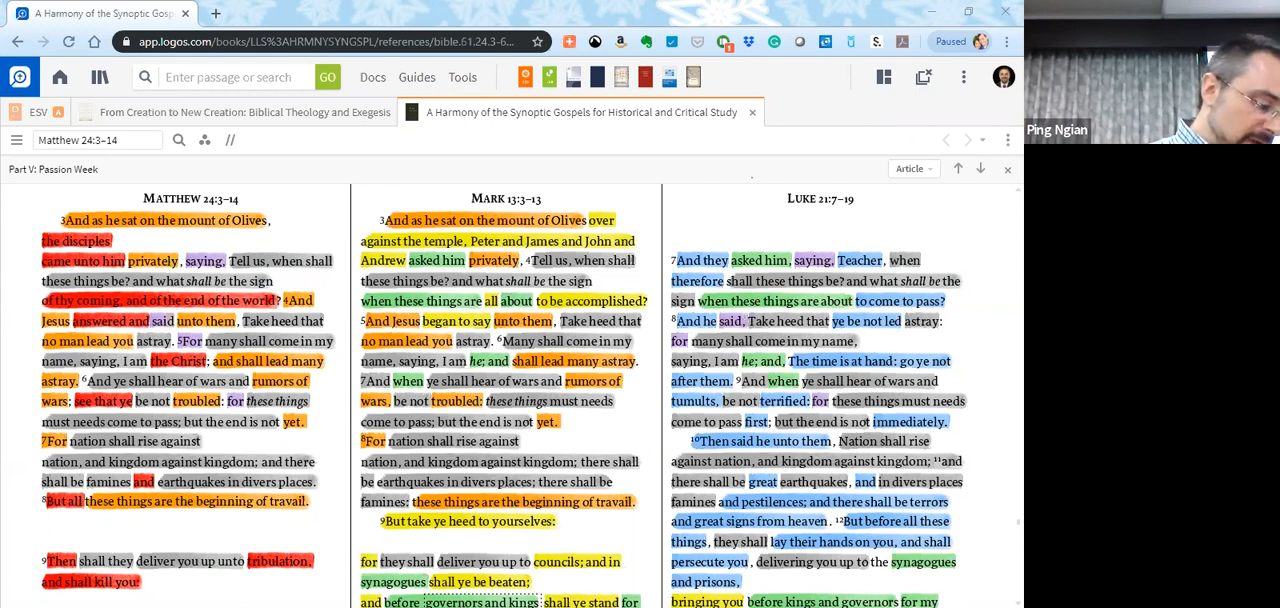 A Harmony of the Synoptic Gosp
app.logos.com/books/LLS%3AHRMNYSYNGSPL/references/bible.61.24.3-6...
1
S.
Paused
Enter passage or search
GO
Docs
Guides
Tools
ESV A
From Creation to New Creation: Biblical Theology and Exegesis
A Harmony of the Synoptic Gospels for Historical and Critical Study
Ping Ngian
Matthew 24:3–14
Part V: Passion Week
Article
MATTHEW 24:3–14
3And as he sat on the mount of Olives,
the disciples
came unto him privately, saying, Tell us, when shall
these things be? and what shall be the sign
of thy coming, and of the end of the world? 4And
Jesus answered and said unto them, Take heed that
no man lead you astray. 5For many shall come in my
name, saying, I am the Christ; and shall lead many
astray. 6And ye shall hear of wars and rumors of
wars; see that ye be not troubled: for these things
must needs come to pass; but the end is not yet.
7For nation shall rise against
nation, and kingdom against kingdom; and there
shall be famines and earthquakes in divers places.
8But all these things are the beginning of travail.
9Then shall they deliver you up unto tribulation,
and shall kill you:
MARK 13:3–13
3And as he sat on the mount of Olives over
against the temple, Peter and James and John and
Andrew asked him privately, 4Tell us, when shall
these things be? and what shall be the sign
when these things are all about to be accomplished?
5And Jesus began to say unto them, Take heed that
no man lead you astray. 6Many shall come in my
name, saying, I am he; and shall lead many astray.
7And when ye shall hear of wars and rumors of
wars, be not troubled: these things must needs
come to pass; but the end is not yet.
8For nation shall rise against
nation, and kingdom against kingdom; there shall
be earthquakes in divers places; there shall be
famines: these things are the beginning of travail.
9But take ye heed to yourselves:
for they shall deliver you up to councils; and in
synagogues shall ye be beaten;
and before governors and kings shall ye stand for
LUKE 21:7–19
7And they asked him, saying, Teacher, when
therefore shall these things be? and what shall be the
sign when these things are about to come to pass?
8And he said, Take heed that ye be not led astray:
for many shall come in my name,
saying, I am he; and, The time is at hand: go ye not
after them. 9And when ye shall hear of wars and
tumults, be not terrified: for these things must needs
come to pass first; but the end is not immediately.
10Then said he unto them, Nation shall rise
against nation, and kingdom against kingdom; 11and
there shall be great earthquakes, and in divers places
famines and pestilences; and there shall be terrors
and great signs from heaven. 12But before all these
things, they shall lay their hands on you, and shall
persecute you, delivering you up to the synagogues
and prisons,
bringing you before kings and governors for my